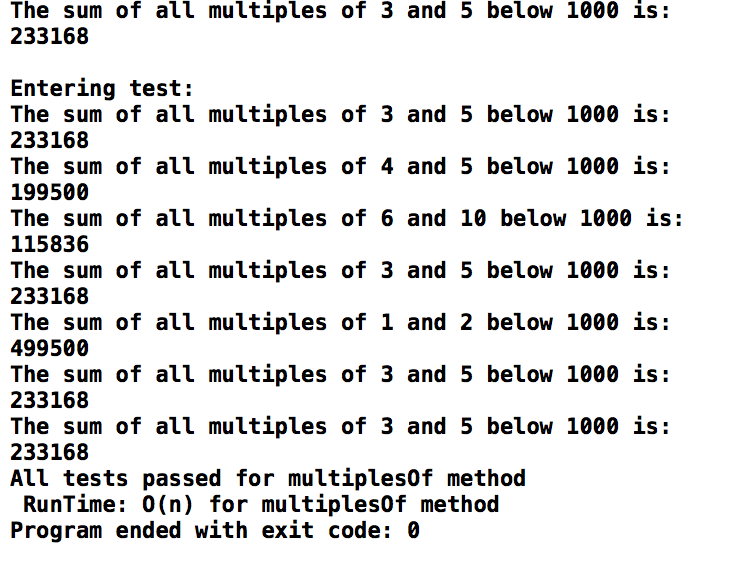 The sum of all multiples of 3 and 5 below 1000 is:
233168
Entering test:
The sum of all multiples of 3 and 5 below 1000 is:
233168
The sum of all multiples of 4 and 5 below 1000 is:
199500
The sum of all multiples of 6 and 10 below 1000 is:
115836
The sum of all multiples of 3 and 5 below 1000 is:
233168
The sum of all multiples of 1 and 2 below 1000 is:
499500
The sum of all multiples of 3 and 5 below 1000 is:
233168
The sum of all multiples of 3 and 5 below 1000 is:
233168
All tests passed for multiplesOf method
 RunTime: O(n) for multiplesOf method
Program ended with exit code: 0